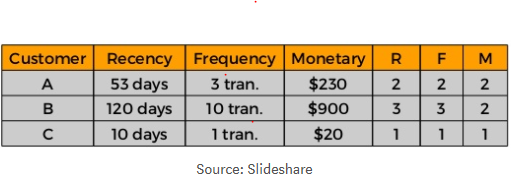 Customer Recency Frequency Monetary R F M
A 53 days 3 tran. $230 2 2 2
B 120 days 10 tran. $900 3 3 2
C 10 days 1 tran. $20 1 1 1
Source: Slideshare